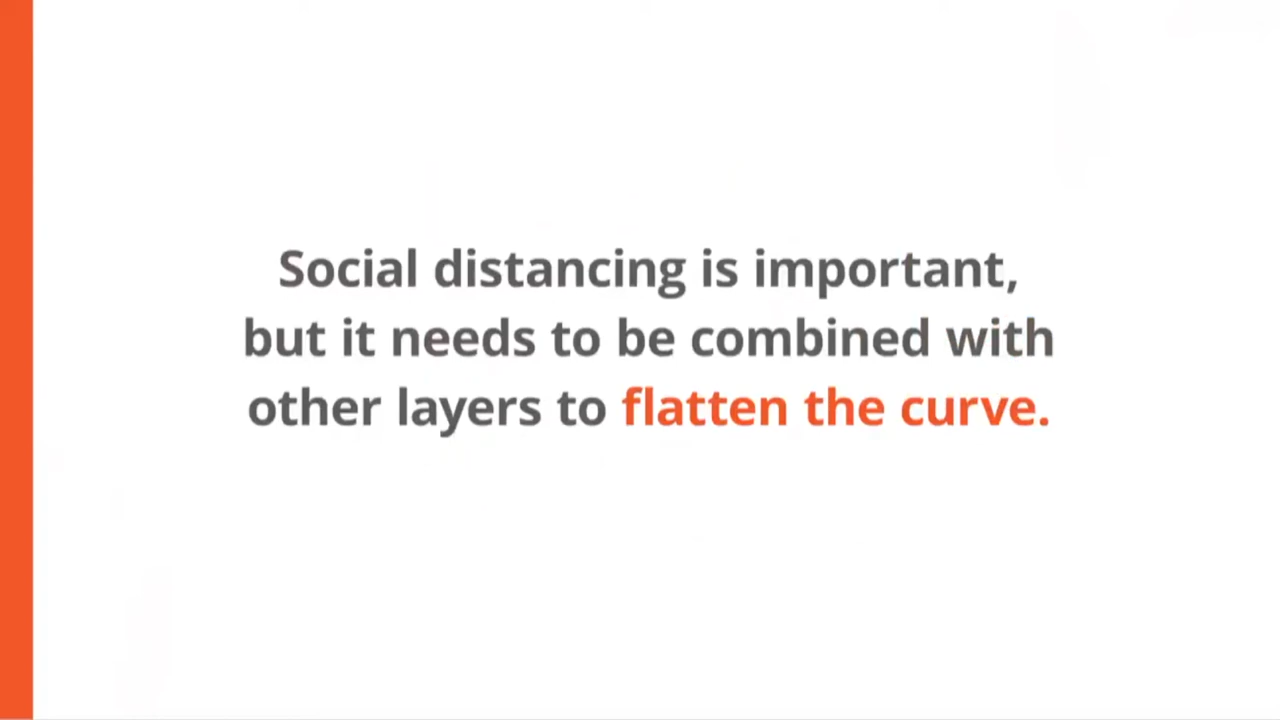 Social distancing is important,
but it needs to be combined with
other layers to flatten the curve.